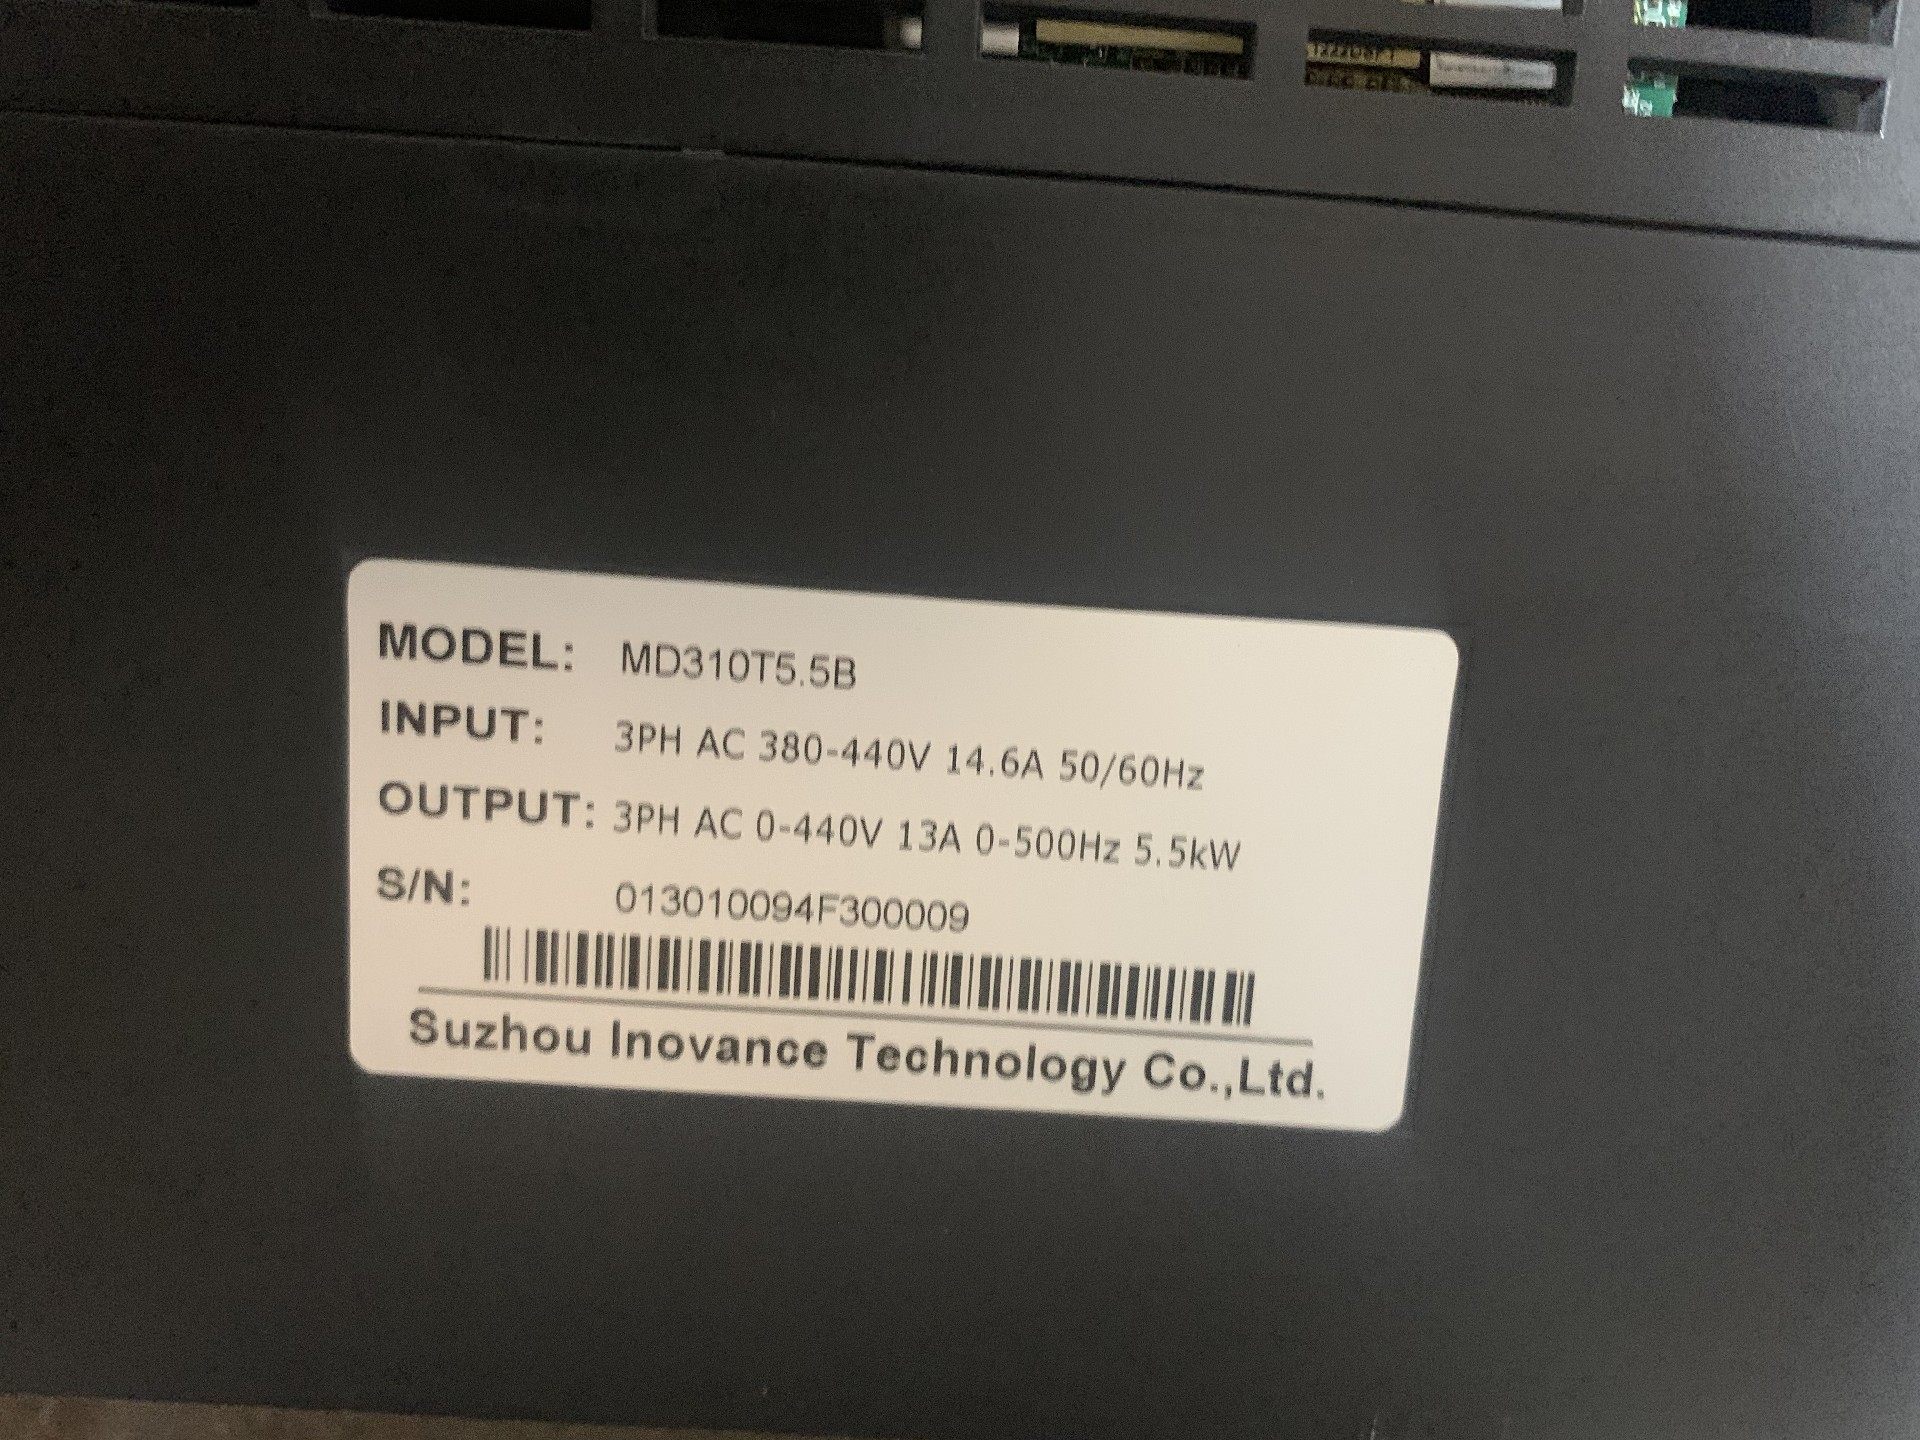 MODEL: MD310T5.5B
INPUT: 3PH AC 380-440V 14.6A 50/60Hz
OUTPUT: 3PH AC 0-440V 13A 0-500Hz 5.5kW
S/N: 013010094F300009
Suzhou Inovance Technology Co.,Ltd.